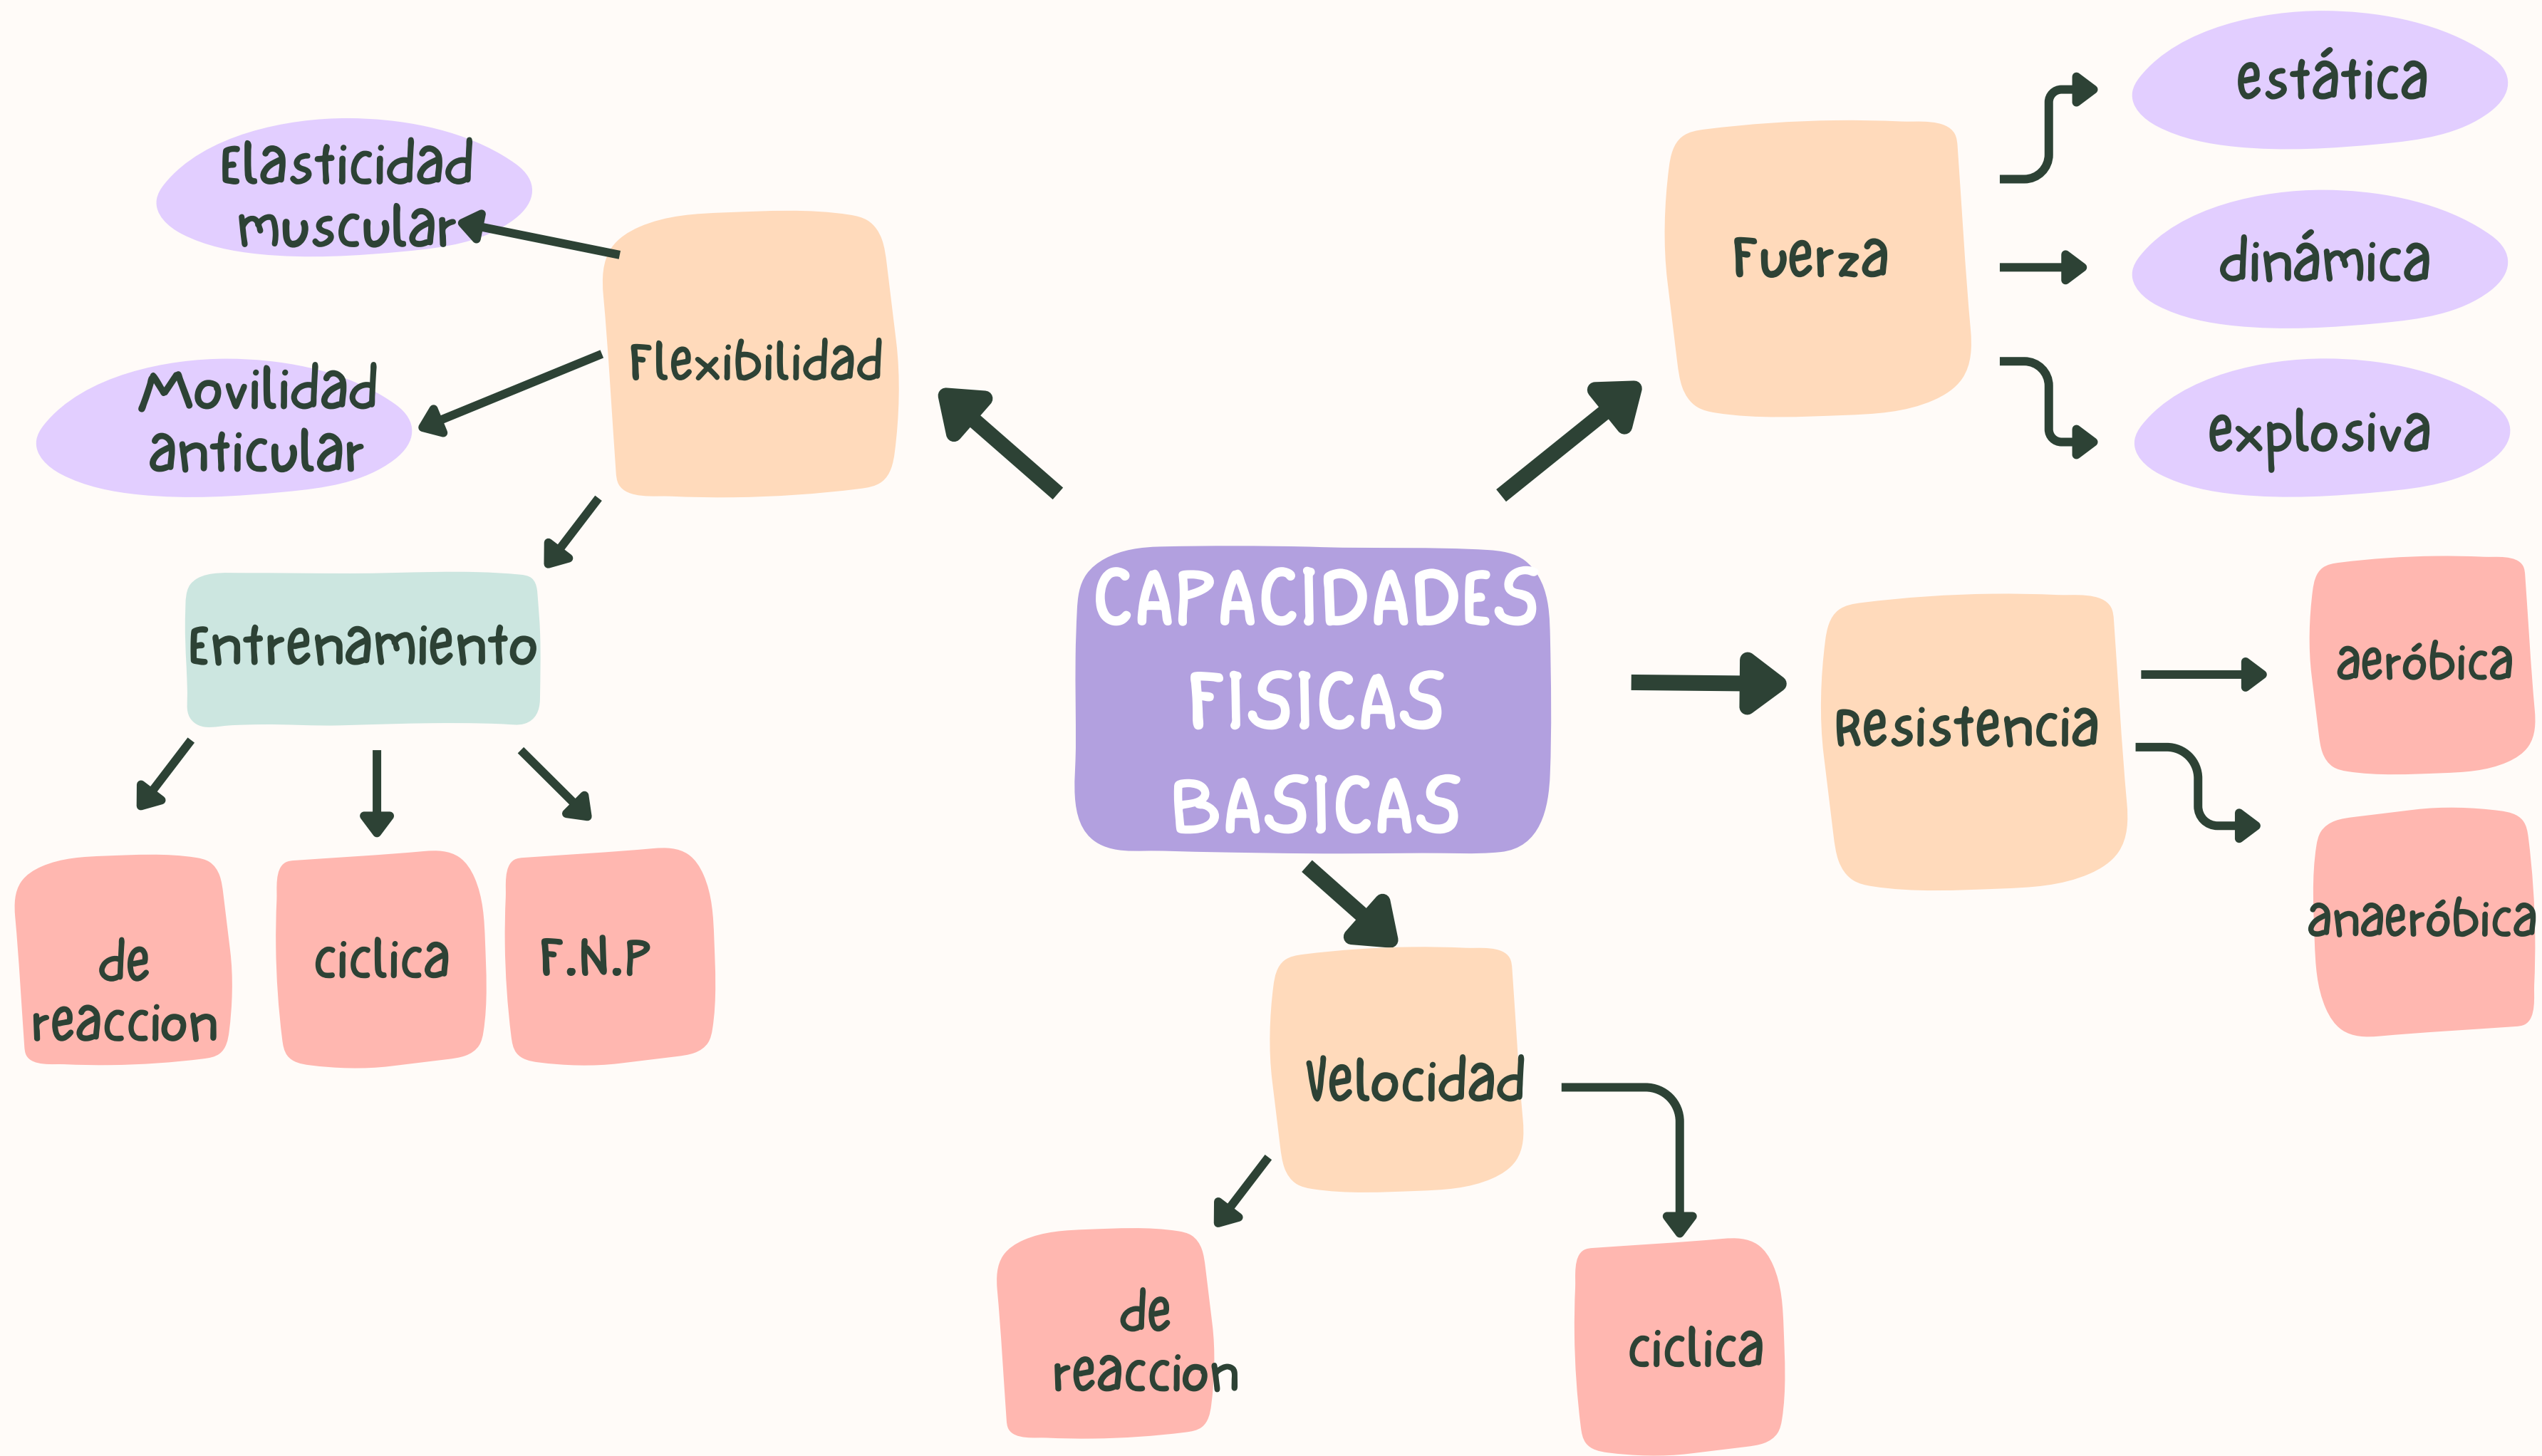 CAPACIDADES
FISICAS
BASICAS
Flexibilidad
Elasticidad
muscular
Movilidad
anticular
Entrenamiento
de
reaccion
ciclica
F.N.P
Fuerza
estática
dinámica
explosiva
Resistencia
aeróbica
anaeróbica
Velocidad
de
reaccion
ciclica